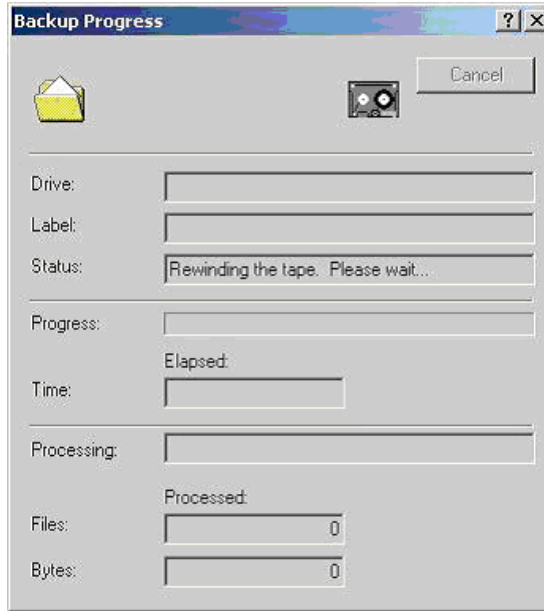 Backup Progress
Cancel
Drive:
Label:
Status: Rewinding the tape. Please wait...
Progress:
Elapsed:
Time:
Processing:
Processed:
Files: 0
Bytes: 0